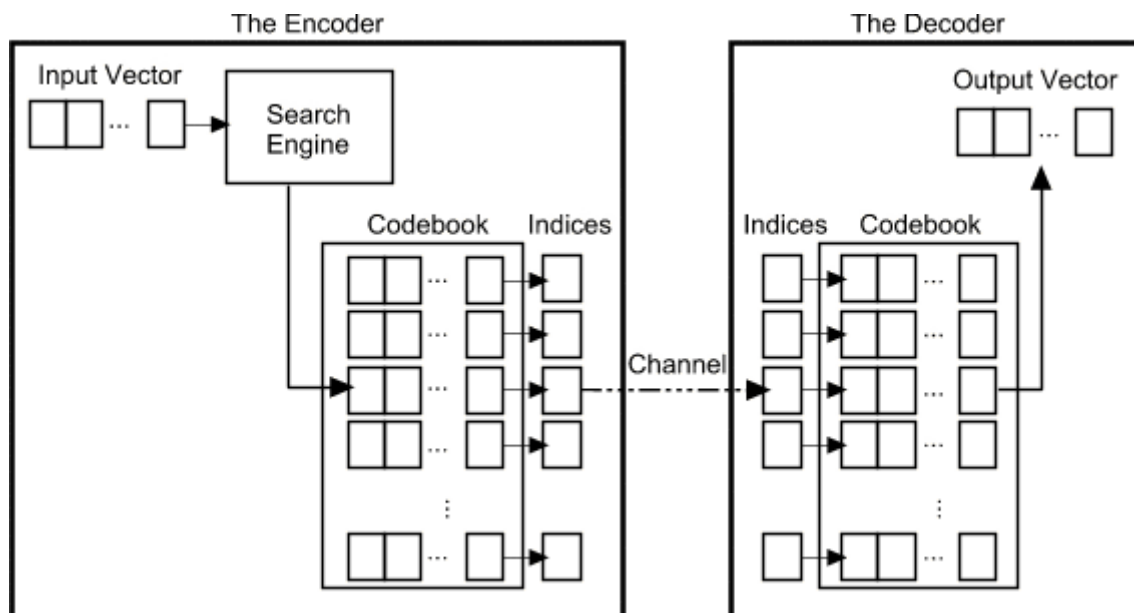 The Encoder
Input Vector
...
Search
Engine
Codebook
Indices
...
...
...
...
...
...
Channel
The Decoder
Output Vector
...
Indices
Codebook
...
...
...
...
...
...